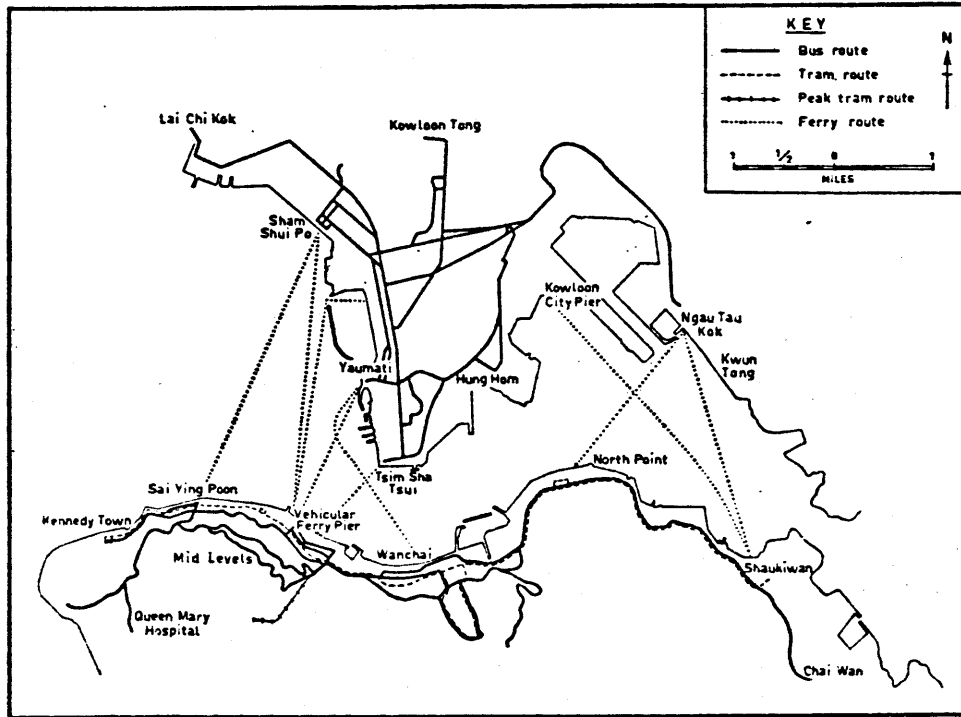 KEY
Bus route
Tram. route
Peak tram route
Ferry route
N
1 1/2 0 1
MILES
Lai Chi Kok
Kowloon Tong
Sham
Shui Po
Kowloon
City Pier
Ngau Tau
Kok
Kwun
Tong
Yaumati
Hung Hom
Tsim Sha
Tsui
North Point
Sai Ying Poon
Kennedy Town
Vehicular
Ferry Pier
Wanchai
Mid Levels
Shaukiwan
Queen Mary
Hospital
Chai Wan